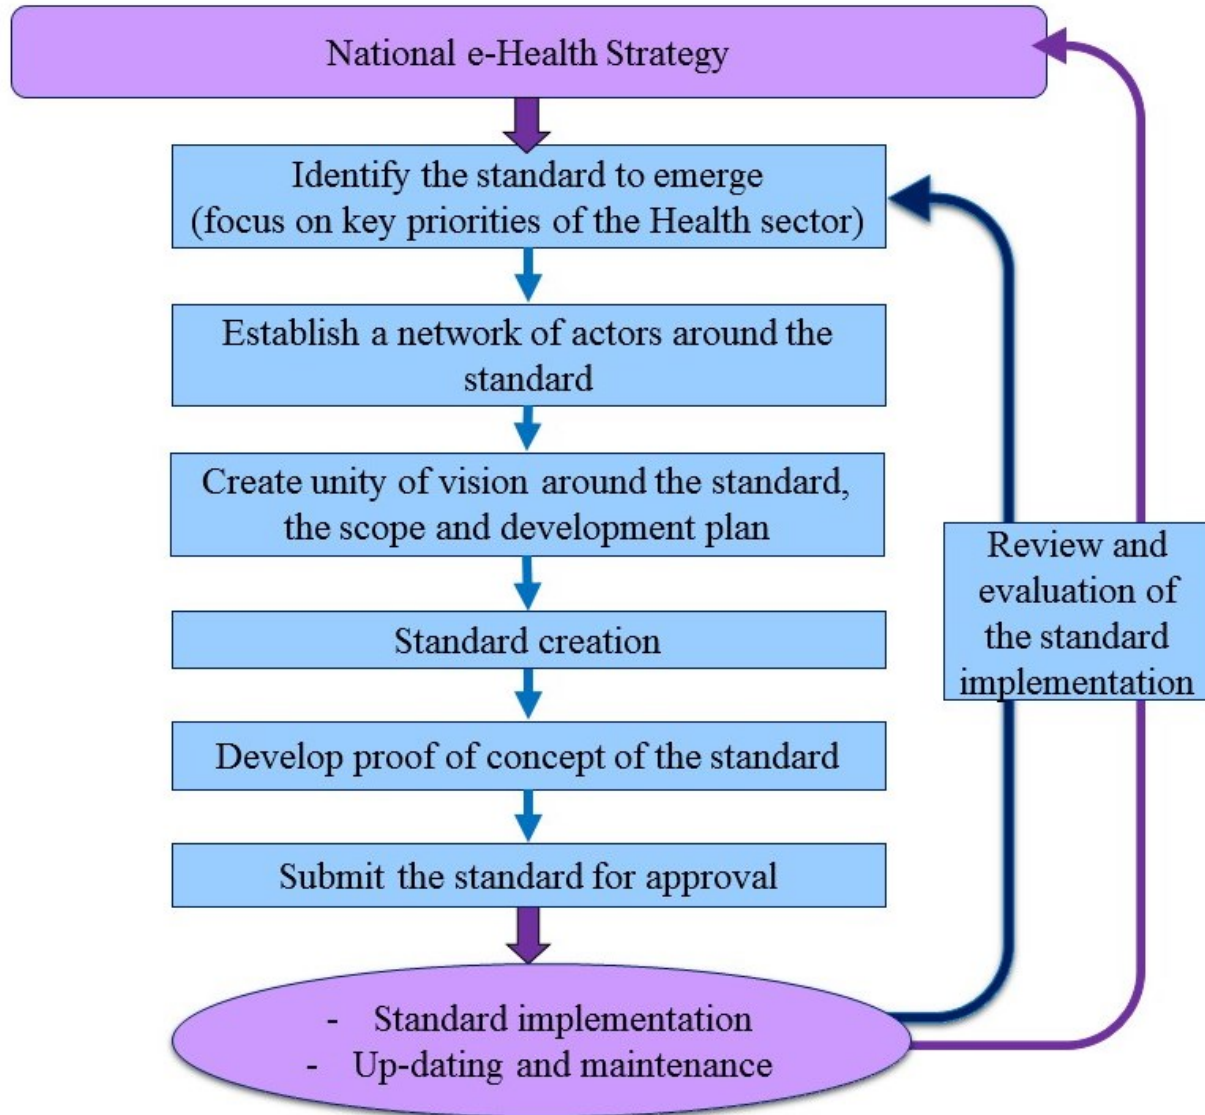 National e-Health Strategy
Identify the standard to emerge
(focus on key priorities of the Health sector)
Establish a network of actors around the
standard
Create unity of vision around the standard,
the scope and development plan
Standard creation
Develop proof of concept of the standard
Submit the standard for approval
- Standard implementation
- Up-dating and maintenance
Review and
evaluation of
the standard
implementation